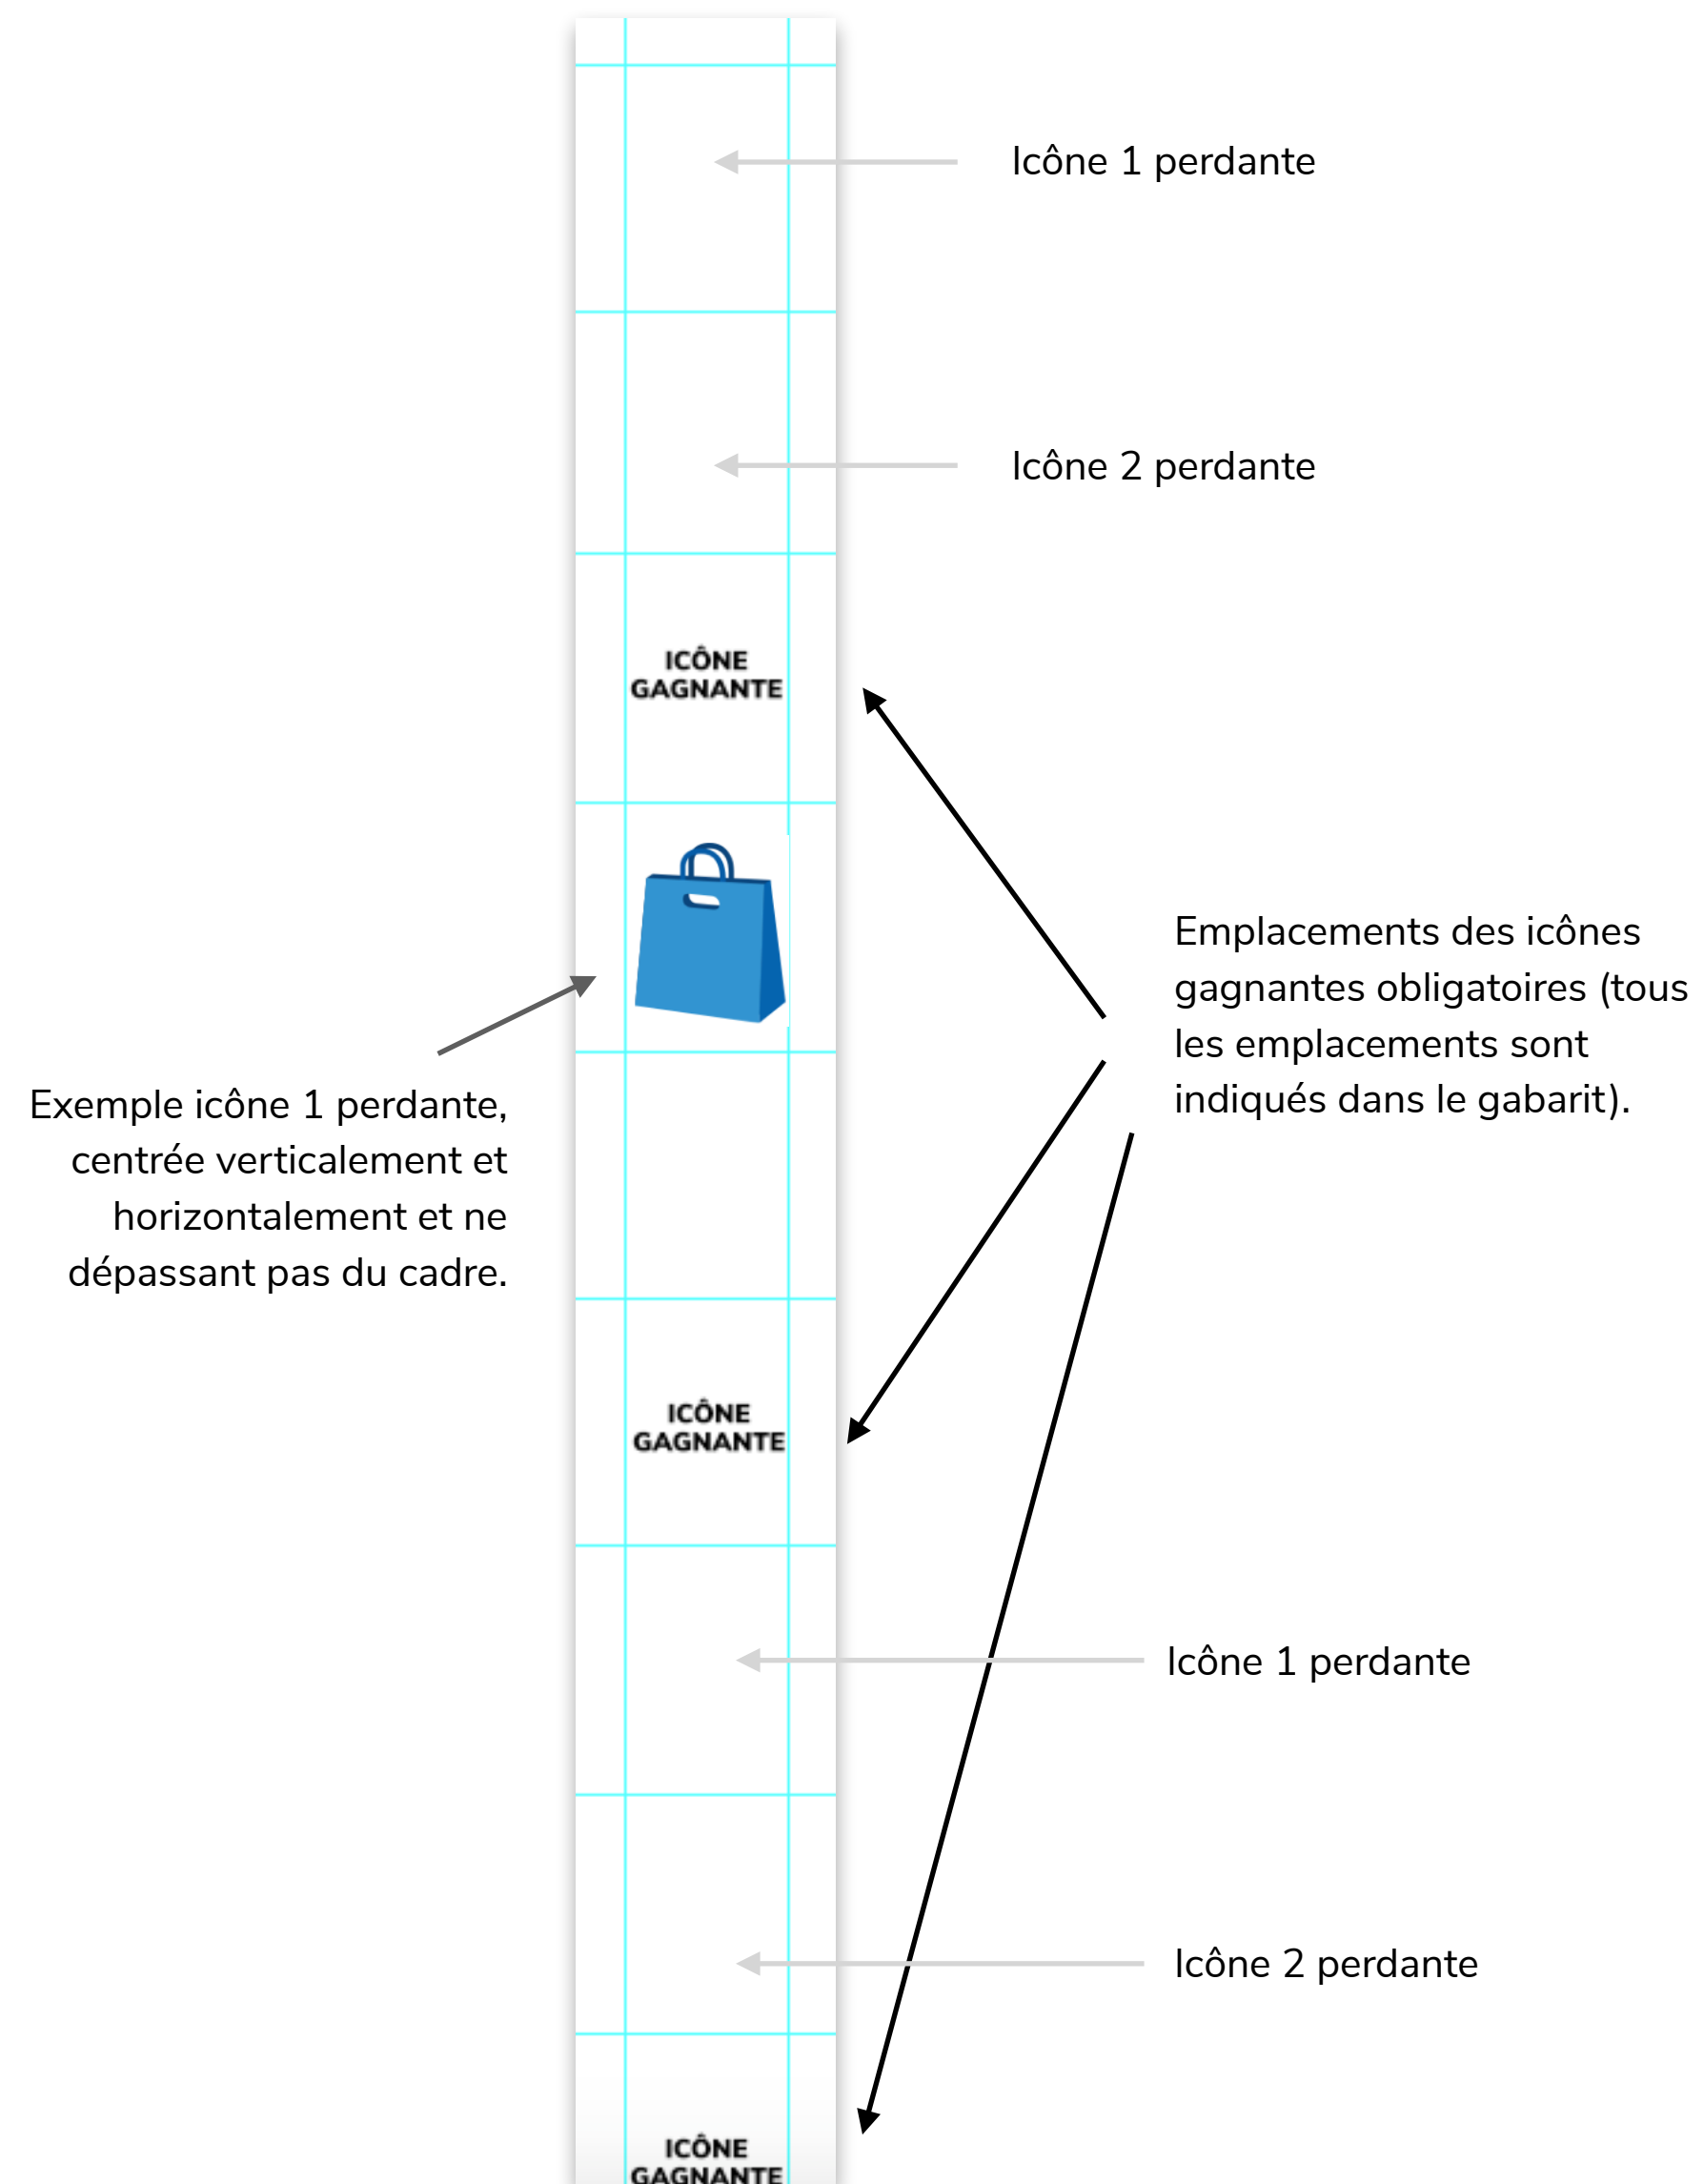 Icône 1 perdante
Icône 2 perdante
ICÔNE
GAGNANTE
Emplacements des icônes
gagnantes obligatoires (tous
les emplacements sont
indiqués dans le gabarit).
Exemple icône 1 perdante,
centrée verticalement et
horizontalement et ne
dépassant pas du cadre.
ICÔNE
GAGNANTE
Icône 1 perdante
Icône 2 perdante
ICÔNE
GAGNANTE